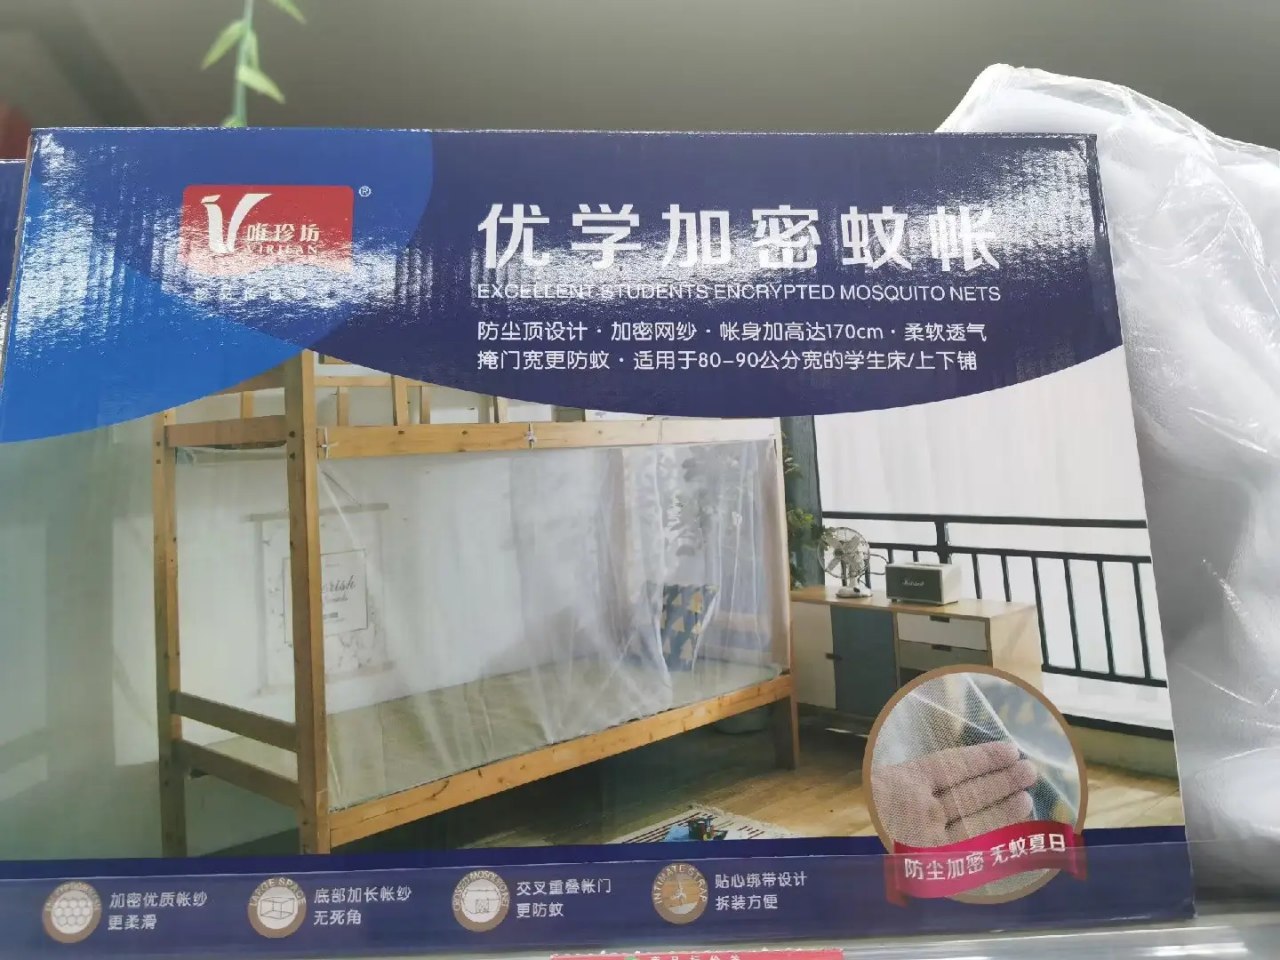 唯珍坊
®
优学加密蚊帐
EXCELLENT STUDENTS ENCRYPTED MOSQUITO NETS
防尘顶设计·加密网纱·帐身加高达170cm·柔软透气
掩门宽更防蚊·适用于80-90公分宽的学生床/上下铺
防尘加密 无蚊夏日
加密优质帐纱
更柔滑
LARGE SPACE
底部加长帐纱
无死角
交叉重叠帐门
更防蚊
INTIMATE STRAP
贴心绑带设计
拆装方便